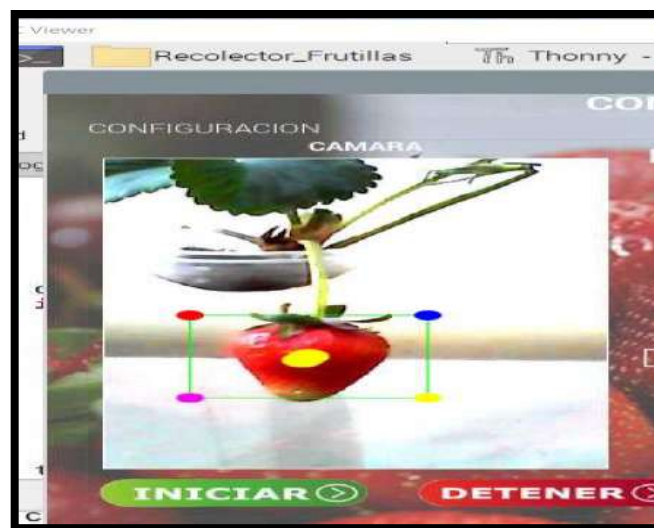 Viewer
Recolector_Frutillas Thonny -
CONFIGURACION
CAMARA
INICIAR
DETENER